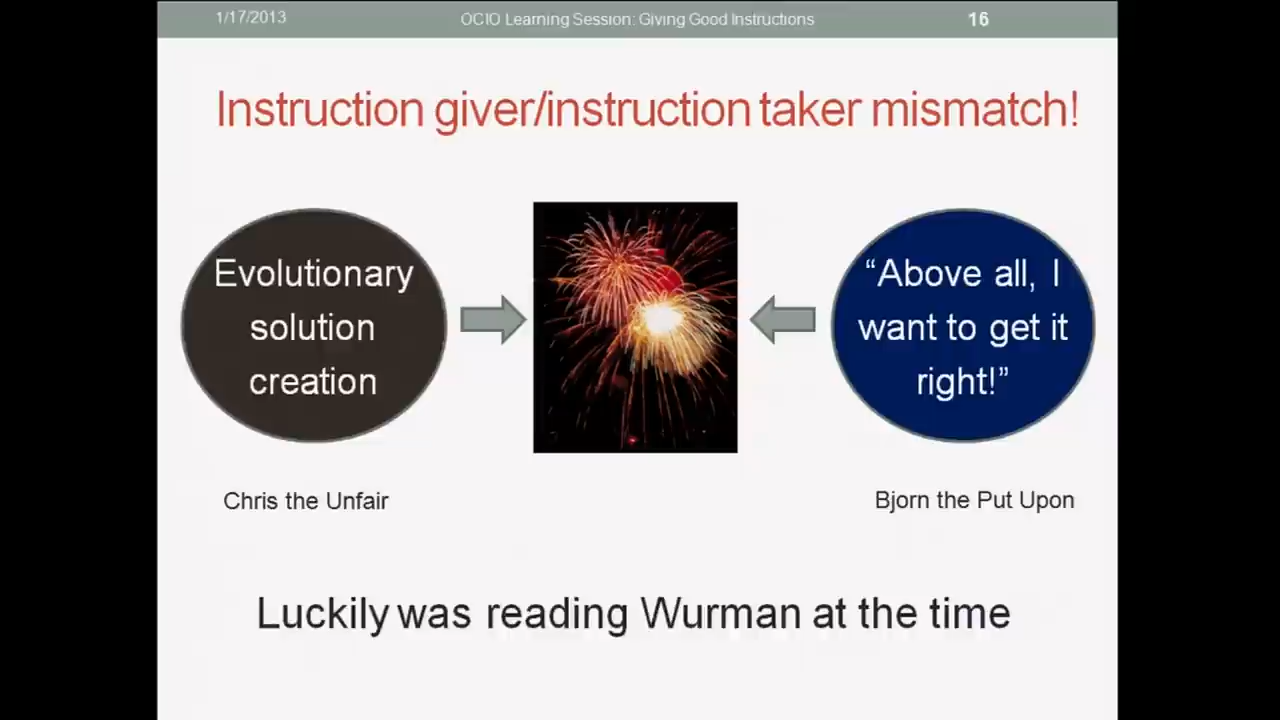 1/17/2013 OCIO Learning Session: Giving Good Instructions 16
Instruction giver/instruction taker mismatch!
Evolutionary
solution
creation
“Above all, I
want to get it
right!”
Chris the Unfair
Bjorn the Put Upon
Luckily was reading Wurman at the time